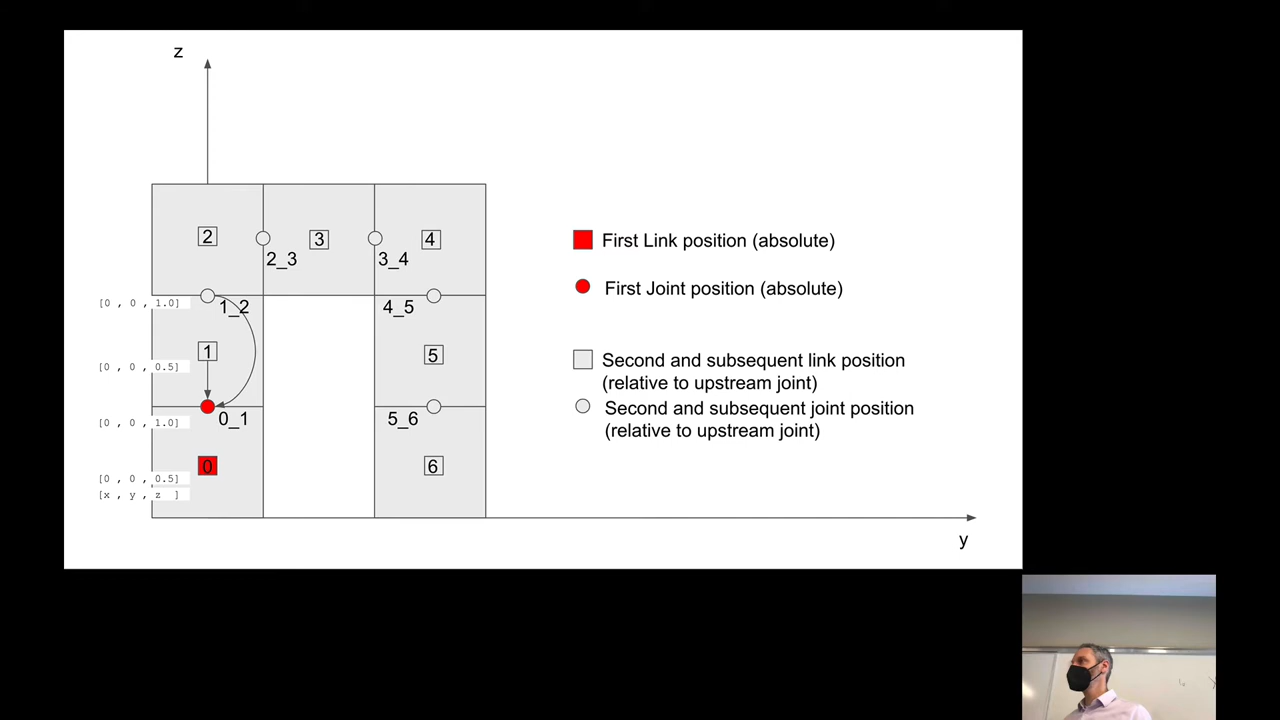 z
2
3
4
2_3
3_4
[0 , 0 , 1.0]
1_2
4_5
1
5
[0 , 0 , 0.5]
0_1
5_6
[0 , 0 , 1.0]
0
6
[0 , 0 , 0.5]
[x , y , z ]
y
First Link position (absolute)
First Joint position (absolute)
Second and subsequent link position
(relative to upstream joint)
Second and subsequent joint position
(relative to upstream joint)